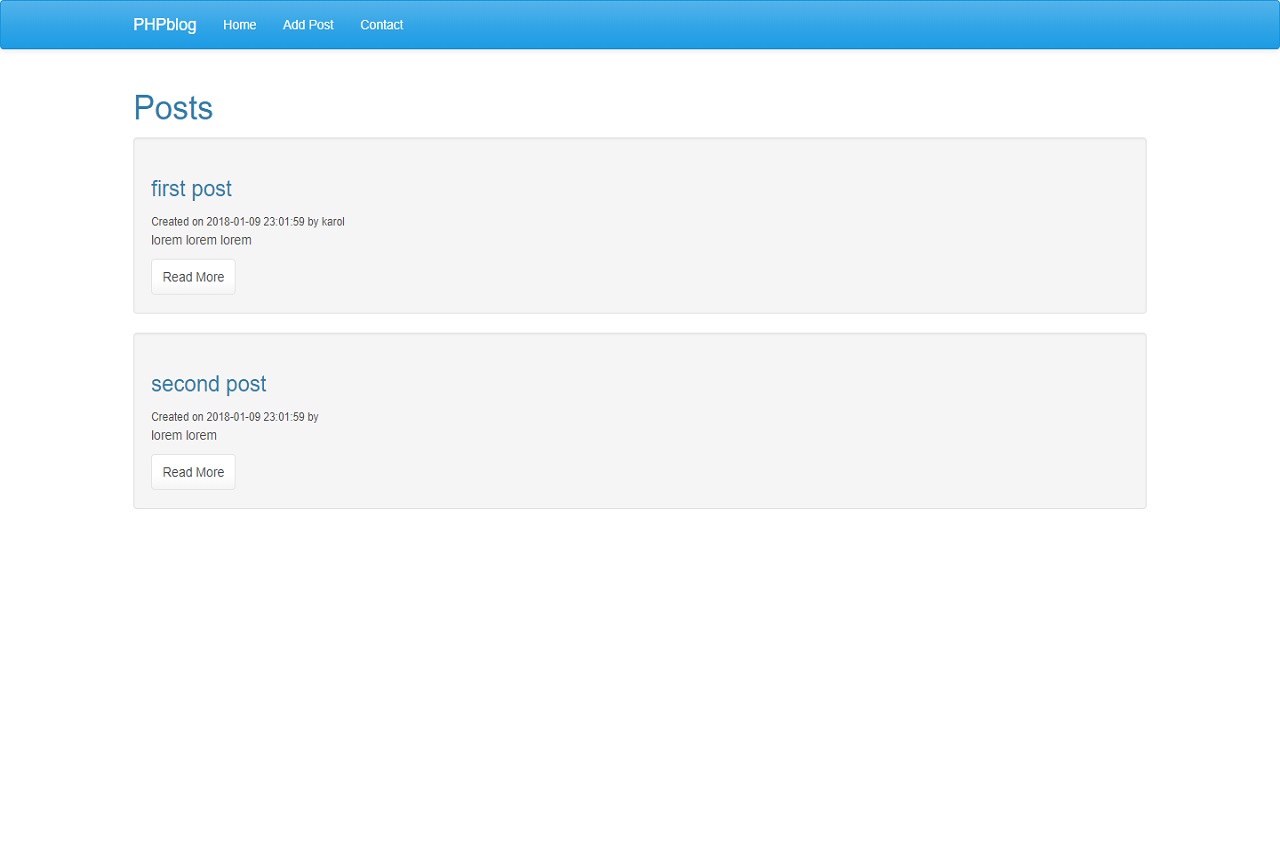 PHPblog Home Add Post Contact
Posts
first post
Created on 2018-01-09 23:01:59 by karol
lorem lorem lorem
Read More
second post
Created on 2018-01-09 23:01:59 by
lorem lorem
Read More